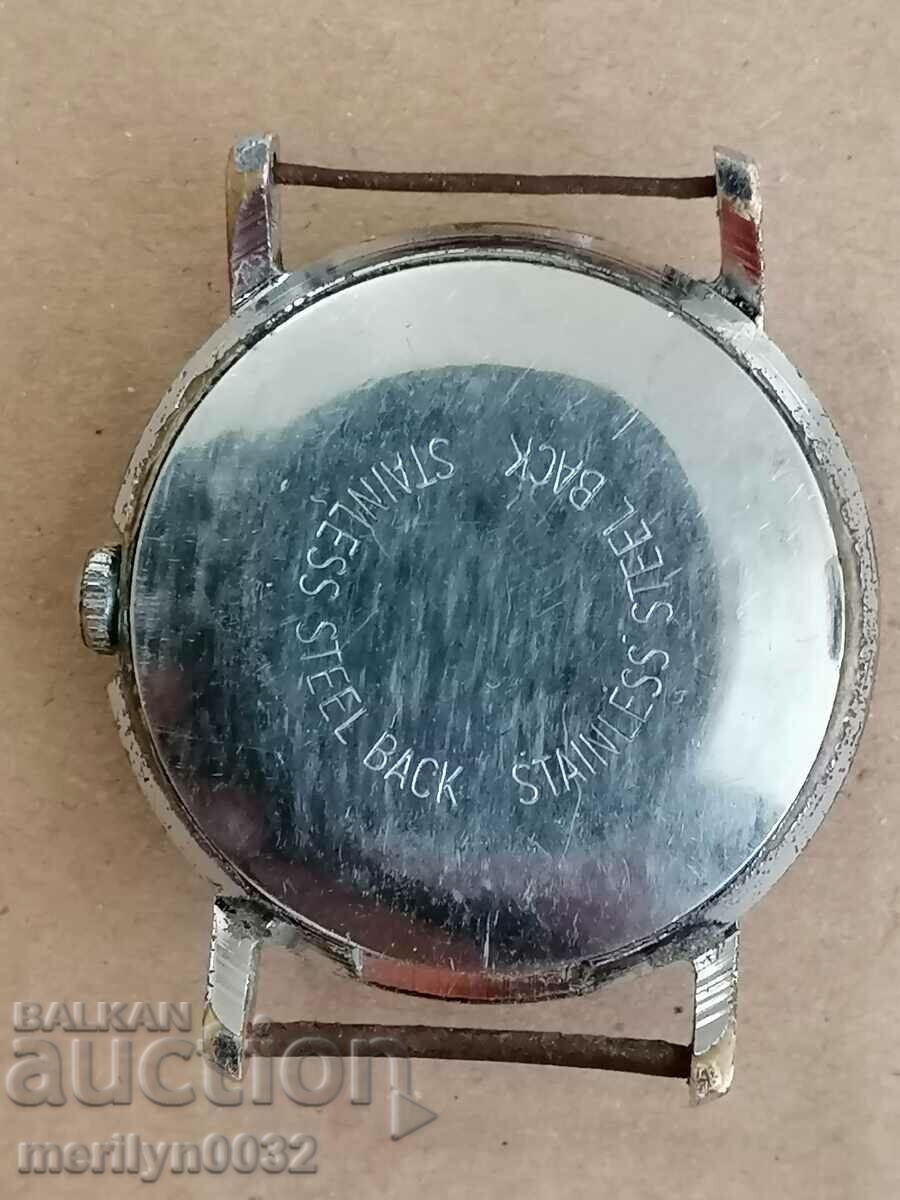 STAINLESS STEEL BACK
STAINLESS STEEL BACK
BALKAN
auction
merilyn0032